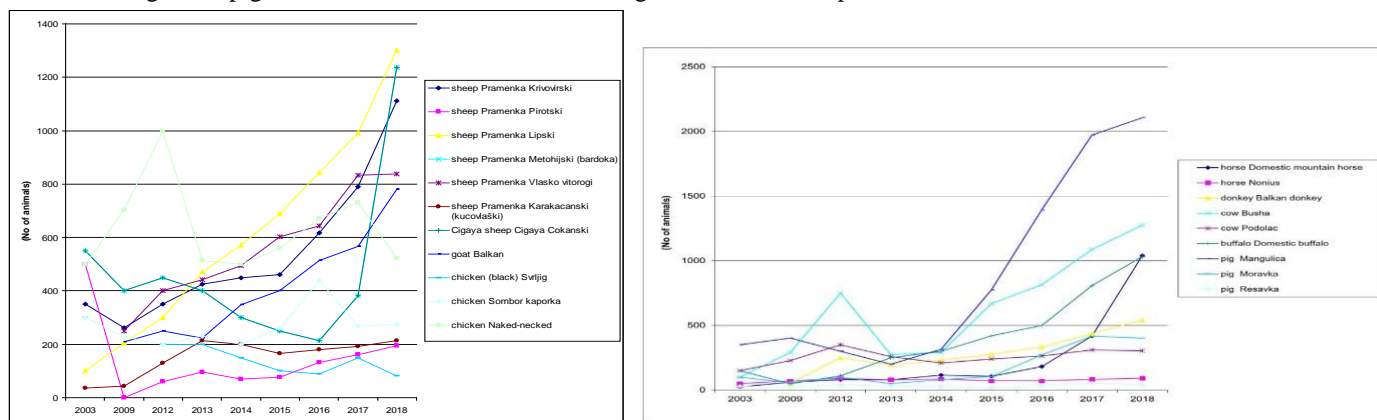 1400
1200
1000
800
600
400
200
0
(No of animals)
2003 2009 2012 2013 2014 2015 2016 2017 2018
sheep Pramenka Krivovirski
sheep Pramenka Pirotski
sheep Pramenka Lipski
sheep Pramenka Metohijski (bardoka)
sheep Pramenka Vlasko vitorogi
sheep Pramenka Karakacanski
(kucovlaški)
Cigaya sheep Cigaya Cokanski
goat Balkan
chicken (black) Svrljig
chicken Sombor kaporka
chicken Naked-necked
2500
2000
1500
1000
500
0
(No of animals)
2003 2009 2012 2013 2014 2015 2016 2017 2018
horse Domestic mountain horse
horse Nonius
donkey Balkan donkey
cow Busha
cow Podolac
buffalo Domestic buffalo
pig Mangulica
pig Moravka
pig Resavka